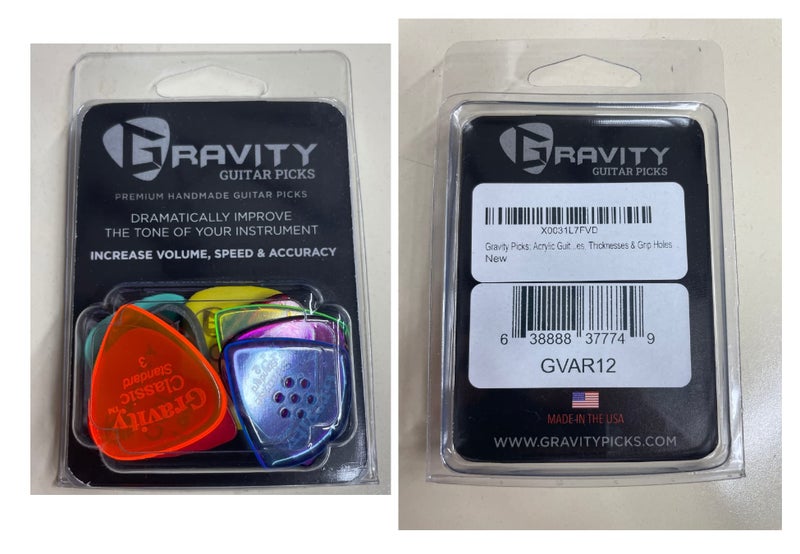 GRAVITY
GUITAR PICKS
PREMIUM HANDMADE GUITAR PICKS
DRAMATICALLY IMPROVE
THE TONE OF YOUR INSTRUMENT
INCREASE VOLUME, SPEED & ACCURACY
Gravity
Classic™
Standard
3
GRAVITY
GUITAR PICKS
X0031L7FVD
Gravity Picks: Acrylic Guit...es, Thicknesses & Grip Holes
New
6 38888 37774 9
GVAR12
MADE IN THE USA
WWW.GRAVITYPICKS.COM